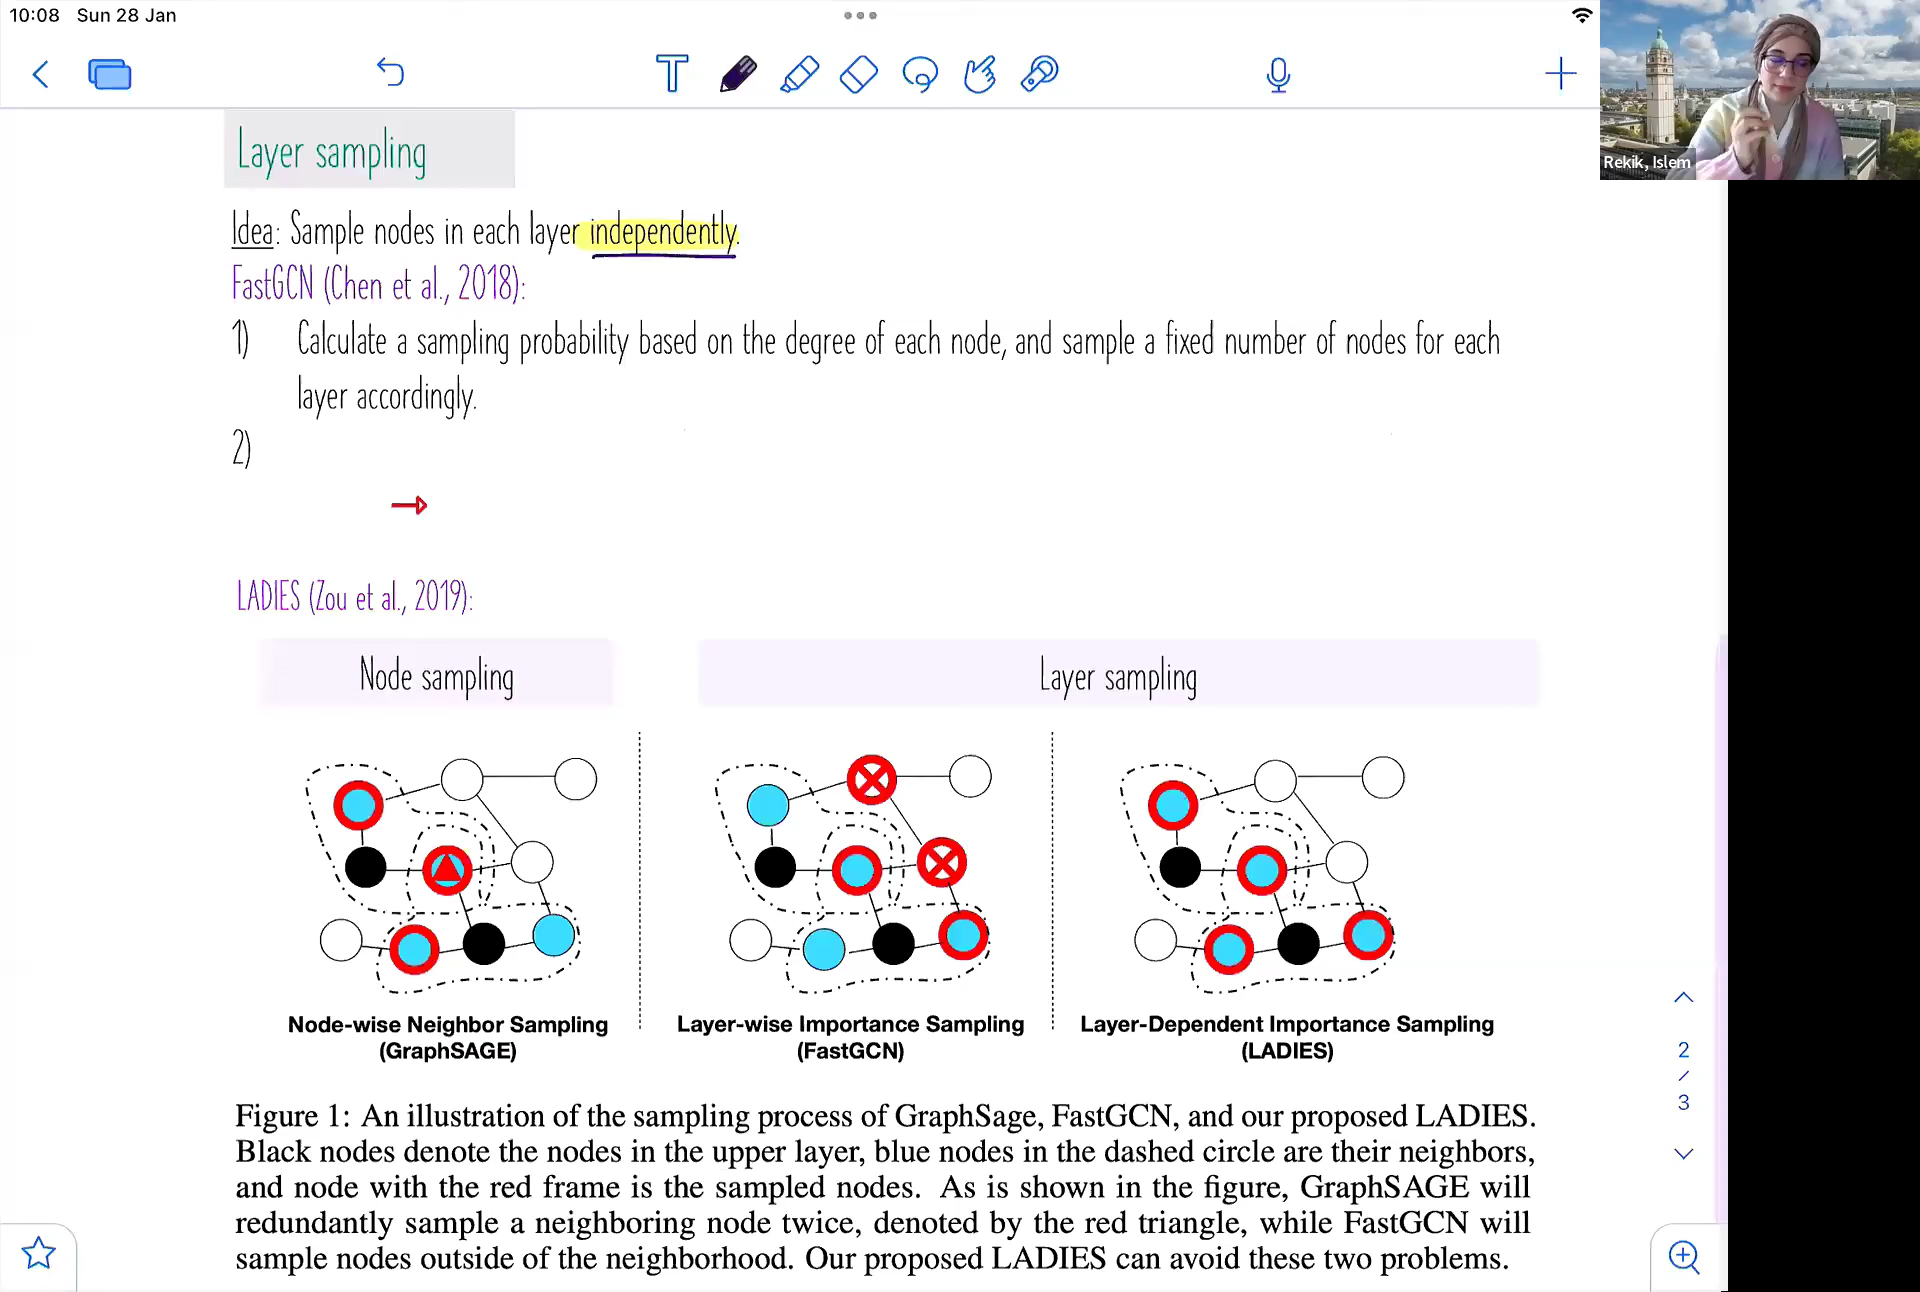 10:08 Sun 28 Jan
Rekik, Islem
Layer sampling
Idea: Sample nodes in each layer independently.
FastGCN (Chen et al., 2018):
1) Calculate a sampling probability based on the degree of each node, and sample a fixed number of nodes for each
layer accordingly.
2)
LADIES (Zou et al., 2019):
Node sampling
Layer sampling
Node-wise Neighbor Sampling
(GraphSAGE)
Layer-wise Importance Sampling
(FastGCN)
Layer-Dependent Importance Sampling
(LADIES)
2
/
3
Figure 1: An illustration of the sampling process of GraphSage, FastGCN, and our proposed LADIES.
Black nodes denote the nodes in the upper layer, blue nodes in the dashed circle are their neighbors,
and node with the red frame is the sampled nodes. As is shown in the figure, GraphSAGE will
redundantly sample a neighboring node twice, denoted by the red triangle, while FastGCN will
sample nodes outside of the neighborhood. Our proposed LADIES can avoid these two problems.